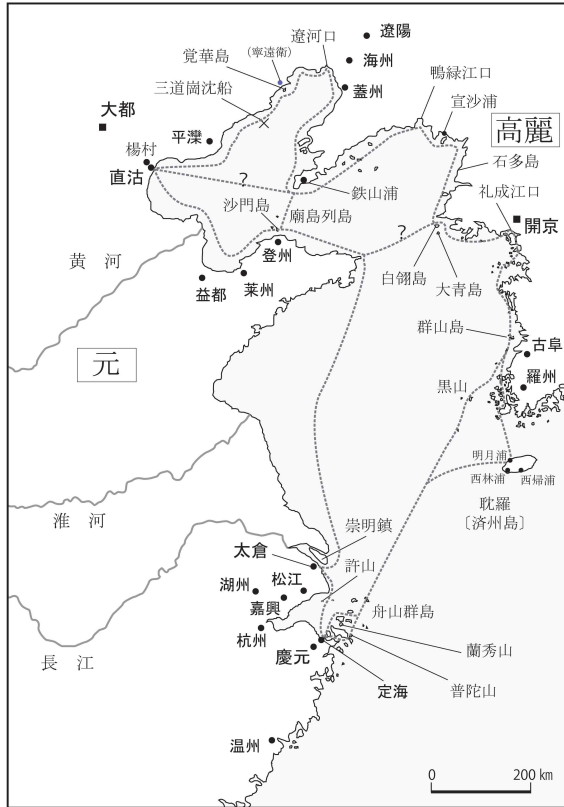 遼陽
遼河口
(寧遠衛)
覚華島
海州
三道崗沈船
蓋州
鴨緑江口
宣沙浦
大都
高麗
平灤
楊村
石多島
直沽
?
鉄山浦
礼成江口
沙門島
廟島列島
?
開京
登州
黄河
白翎島
益都
萊州
大青島
群山島
元
古阜
黒山
羅州
明月浦
西林浦
西帰浦
耽羅
〔済州島〕
淮河
崇明鎮
太倉
許山
湖州
松江
嘉興
舟山群島
杭州
慶元
蘭秀山
長江
定海
普陀山
温州
0 200 km